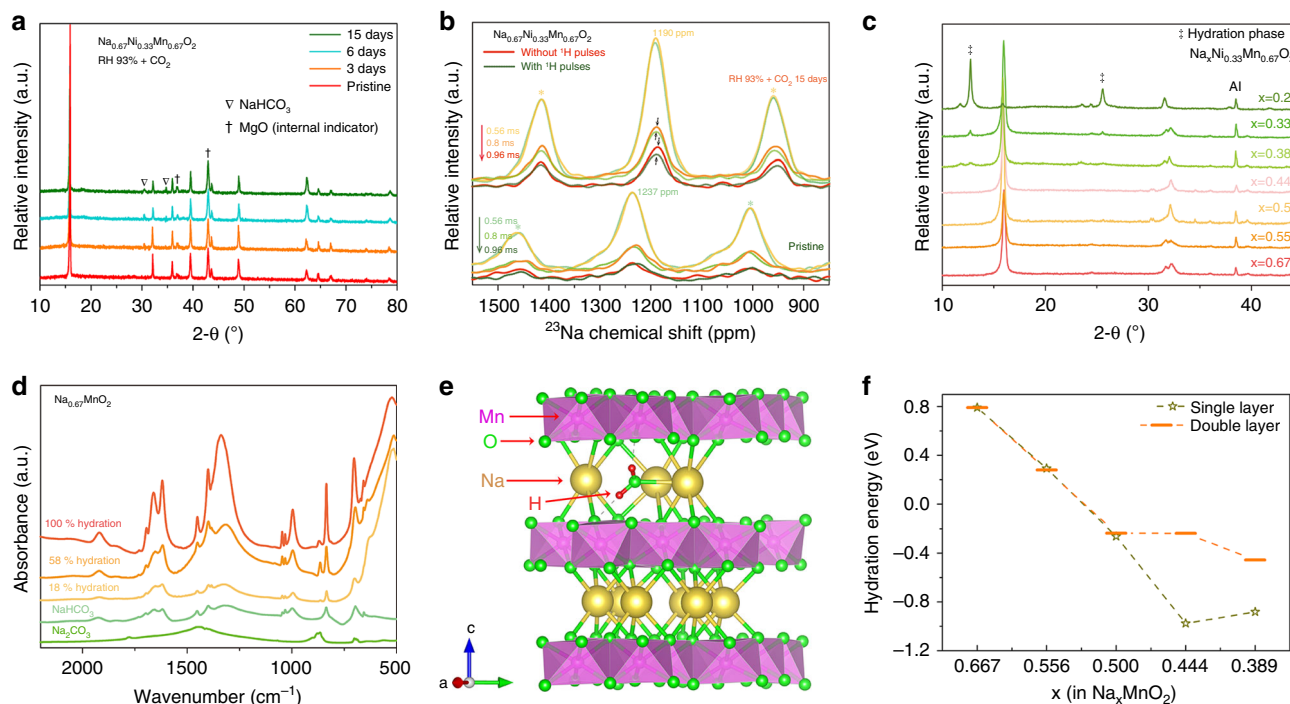 a
Relative intensity (a.u.)
Na0.67Ni0.33Mn0.67O2
RH 93% + CO2
15 days
6 days
3 days
Pristine
∇ NaHCO3
† MgO (internal indicator)
†
∇
∇
†
10 20 30 40 50 60 70 80
2-θ (°)
b
Relative intensity (a.u.)
Na0.67Ni0.33Mn0.67O2
Without ¹H pulses
With ¹H pulses
1190 ppm
RH 93% + CO2 15 days
*
*
0.56 ms
0.8 ms
0.96 ms
1237 ppm
*
*
0.56 ms
0.8 ms
0.96 ms
Pristine
1500 1400 1300 1200 1100 1000 900
²³Na chemical shift (ppm)
c
Relative intensity (a.u.)
‡ Hydration phase
NaxNi0.33Mn0.67O2
‡
‡
Al
x=0.2
x=0.33
x=0.38
x=0.44
x=0.5
x=0.55
x=0.67
10 20 30 40
2-θ (°)
d
Absorbance (a.u.)
Na0.67MnO2
100 % hydration
58 % hydration
18 % hydration
NaHCO3
Na2CO3
2000 1500 1000 500
Wavenumber (cm⁻¹)
e
Mn
O
Na
H
c
a
f
Hydration energy (eV)
0.8
0.4
0.0
−0.4
−0.8
−1.2
Single layer
Double layer
0.667 0.556 0.500 0.444 0.389
x (in NaxMnO2)